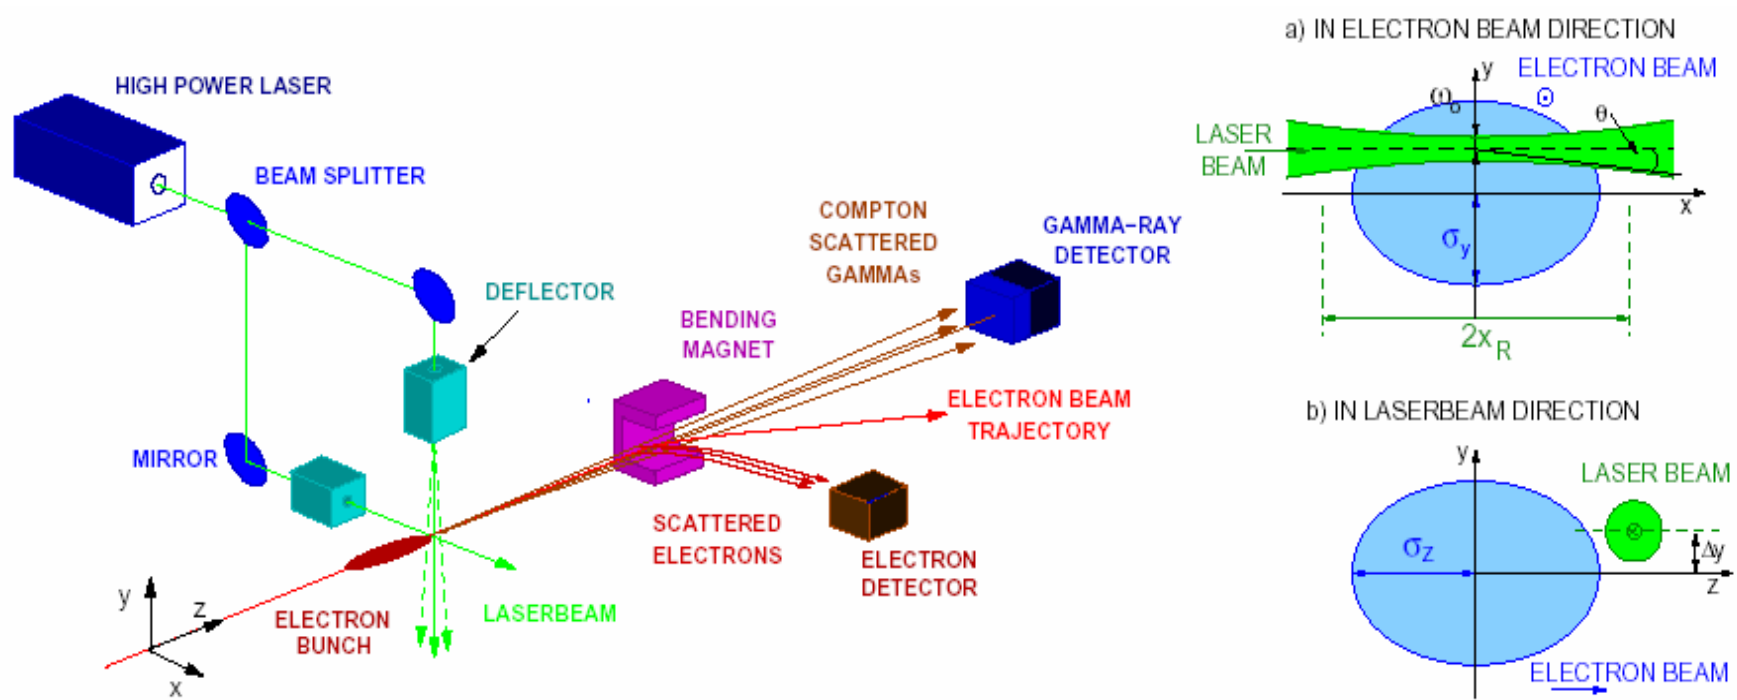 HIGH POWER LASER
BEAM SPLITTER
MIRROR
DEFLECTOR
BENDING
MAGNET
COMPTON
SCATTERED
GAMMAs
GAMMA-RAY
DETECTOR
ELECTRON BEAM
TRAJECTORY
SCATTERED
ELECTRONS
ELECTRON
DETECTOR
LASERBEAM
ELECTRON
BUNCH
y
z
x
a) IN ELECTRON BEAM DIRECTION
y
ELECTRON BEAM
ω₀
θ
LASER
BEAM
x
σy
2xR
b) IN LASERBEAM DIRECTION
y
LASER BEAM
σZ
Δy
z
ELECTRON BEAM